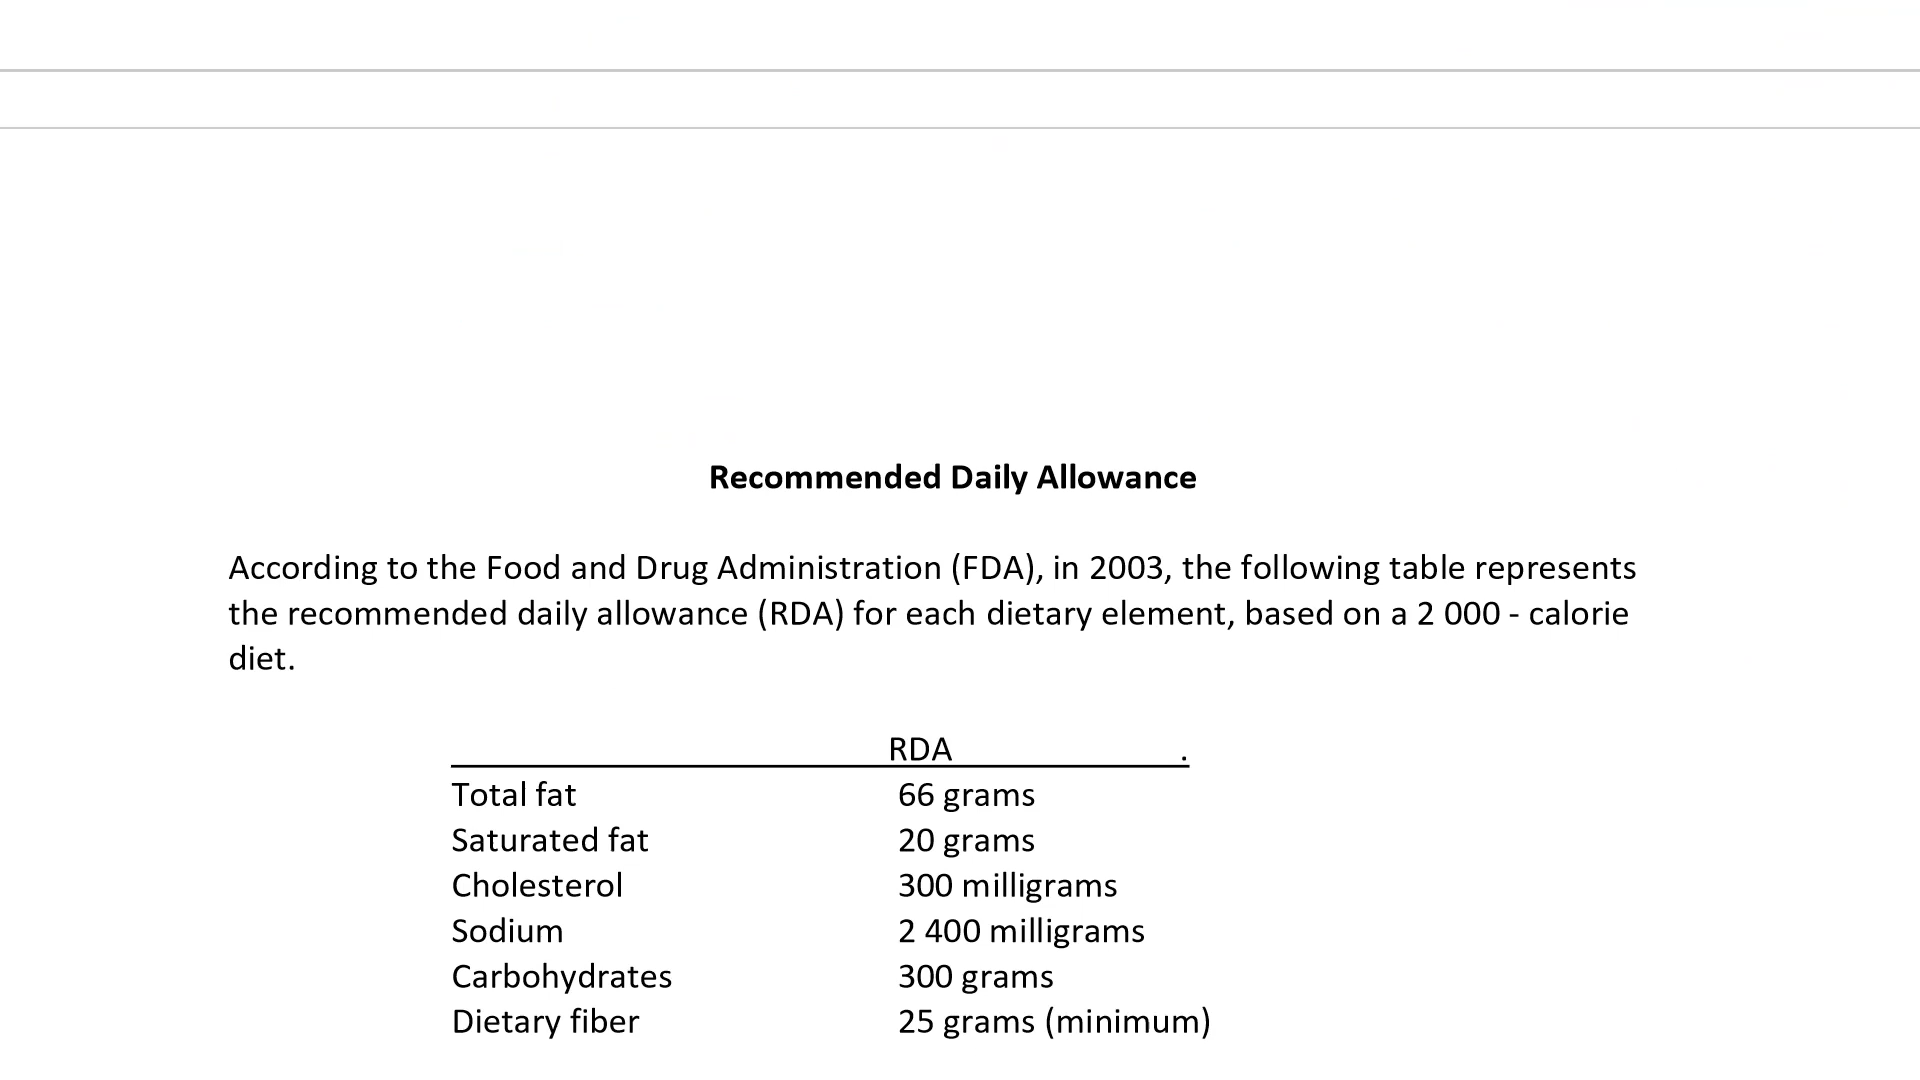 Recommended Daily Allowance
According to the Food and Drug Administration (FDA), in 2003, the following table represents
the recommended daily allowance (RDA) for each dietary element, based on a 2 000 - calorie
diet.
RDA .
Total fat 66 grams
Saturated fat 20 grams
Cholesterol 300 milligrams
Sodium 2 400 milligrams
Carbohydrates 300 grams
Dietary fiber 25 grams (minimum)